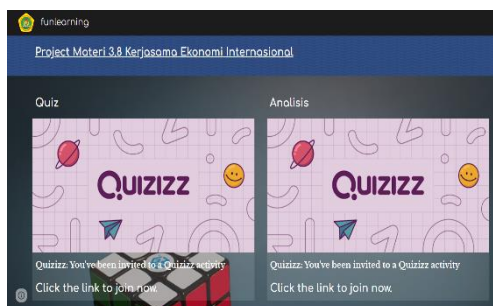 funlearning
Project Materi 3.8 Kerjasama Ekonomi Internasional
Quiz
QUIZIZZ
Quizizz: You've been invited to a Quizizz activity
Click the link to join now.
Analisis
QUIZIZZ
Quizizz: You've been invited to a Quizizz activity
Click the link to join now.